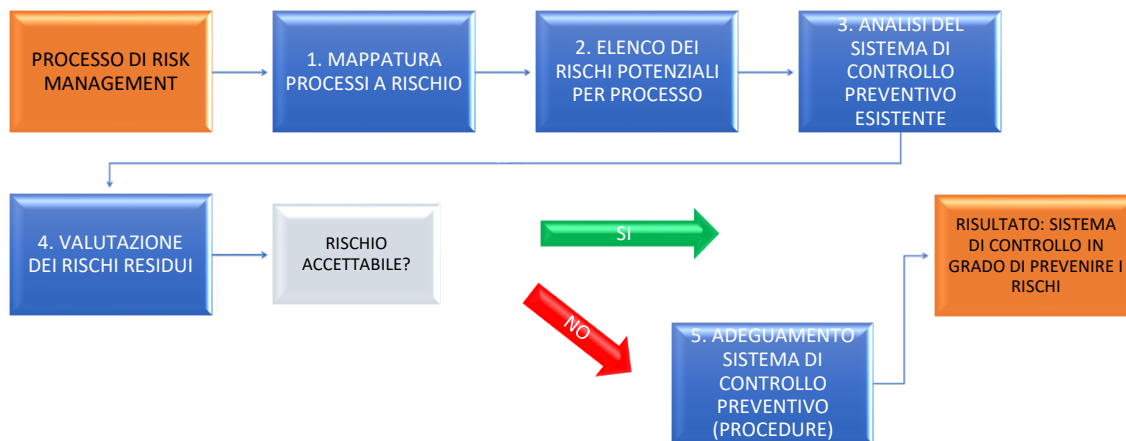 PROCESSO DI RISK
MANAGEMENT
1. MAPPATURA
PROCESSI A RISCHIO
2. ELENCO DEI
RISCHI POTENZIALI
PER PROCESSO
3. ANALISI DEL
SISTEMA DI
CONTROLLO
PREVENTIVO
ESISTENTE
4. VALUTAZIONE
DEI RISCHI RESIDUI
RISCHIO
ACCETTABILE?
SI
NO
5. ADEGUAMENTO
SISTEMA DI
CONTROLLO
PREVENTIVO
(PROCEDURE)
RISULTATO: SISTEMA
DI CONTROLLO IN
GRADO DI PREVENIRE I
RISCHI